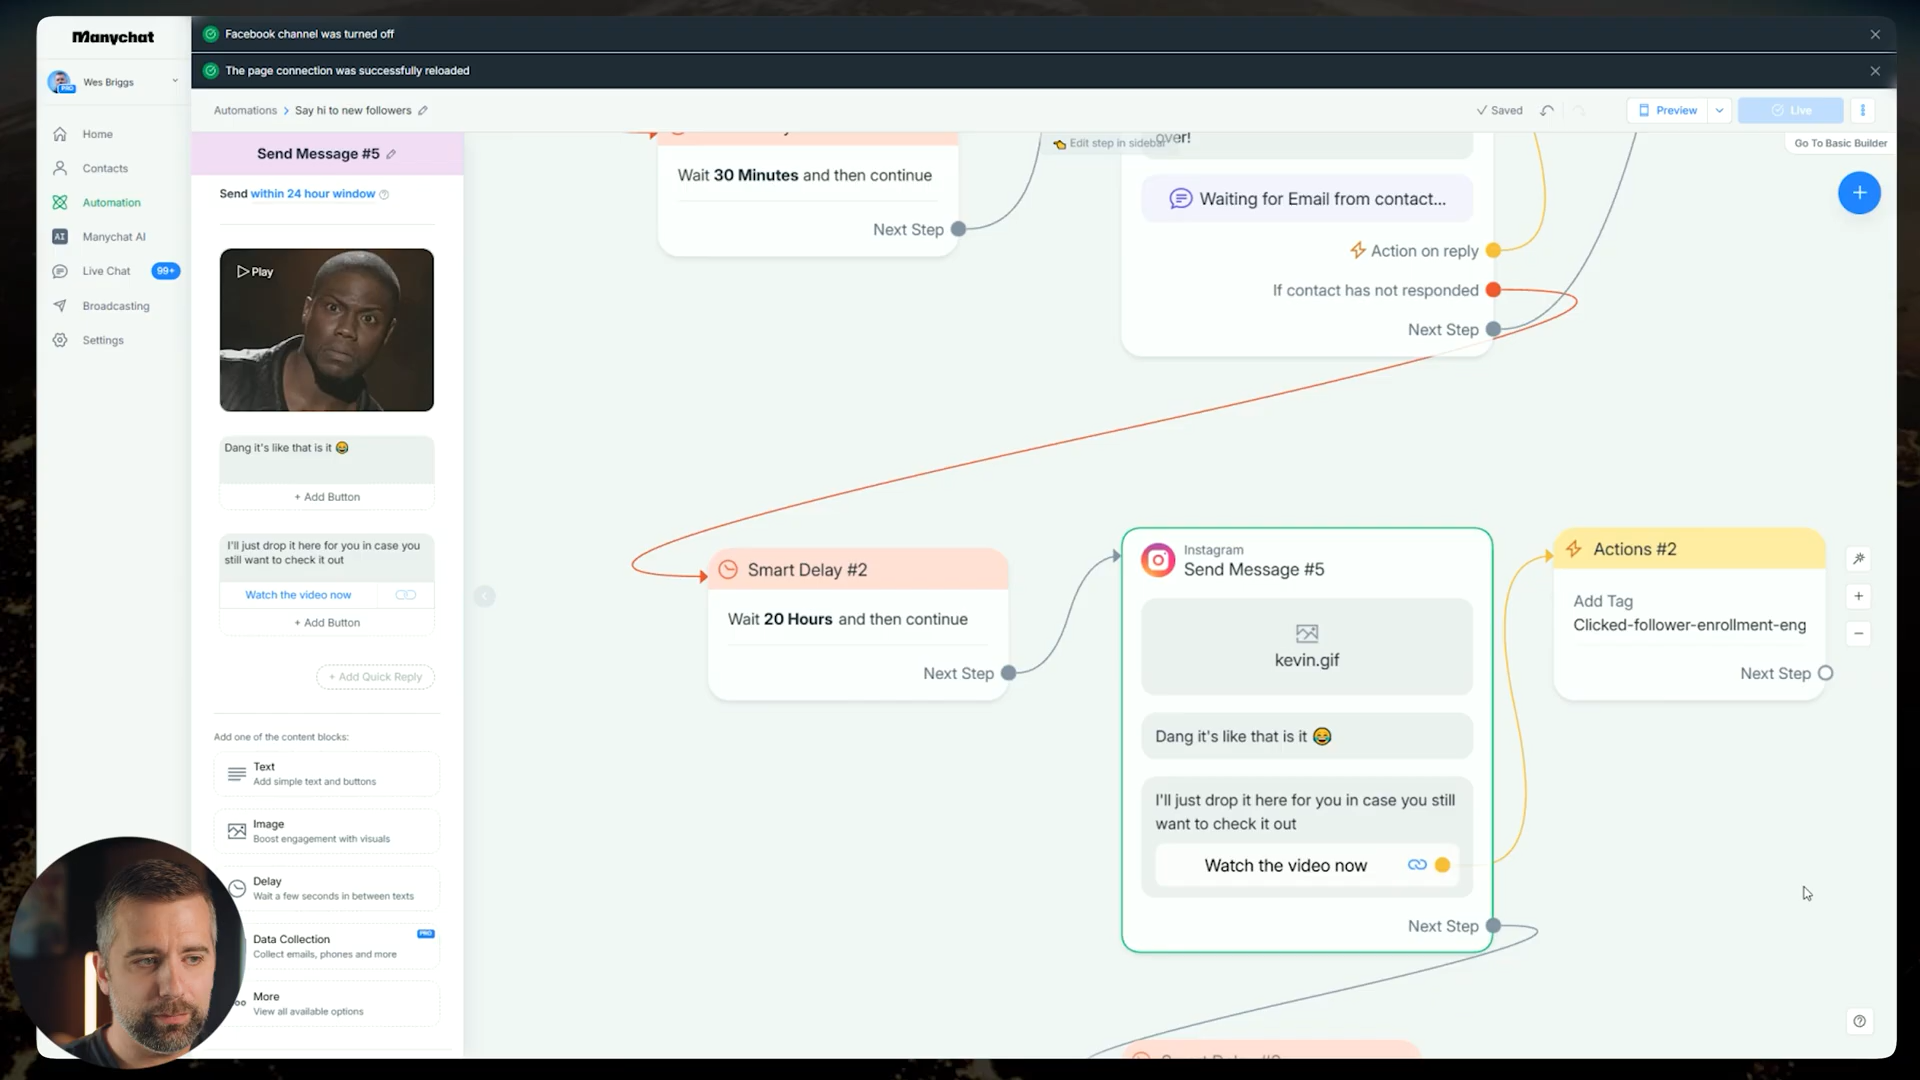 Manychat
Facebook channel was turned off
The page connection was successfully reloaded
PRO
Wes Briggs
Automations > Say hi to new followers
Saved
Preview
Live
Go To Basic Builder
Home
Contacts
Automation
AI Manychat AI
Live Chat 99+
Broadcasting
Settings
Send Message #5
Send within 24 hour window
Play
Dang it's like that is it 😂
+ Add Button
I'll just drop it here for you in case you
still want to check it out
Watch the video now
+ Add Button
+ Add Quick Reply
Add one of the content blocks:
Text
Add simple text and buttons
Image
Boost engagement with visuals
Delay
Wait a few seconds in between texts
Data Collection
PRO
Collect emails, phones and more
More
View all available options
Wait 30 Minutes and then continue
Next Step
Edit step in sidebar
over!
Waiting for Email from contact...
Action on reply
If contact has not responded
Next Step
Smart Delay #2
Wait 20 Hours and then continue
Next Step
Instagram
Send Message #5
kevin.gif
Dang it's like that is it 😂
I'll just drop it here for you in case you still
want to check it out
Watch the video now
Next Step
Actions #2
Add Tag
Clicked-follower-enrollment-eng
Next Step